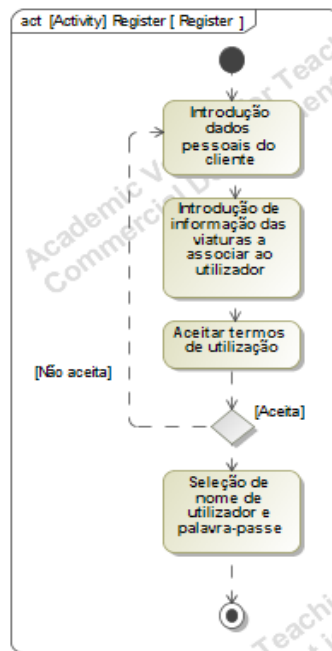 act [Activity] Register [ Register ]
Introdução
dados
pessoais do
cliente
Introdução de
informação das
viaturas a
associar ao
utilizador
Aceitar termos
de utilização
[Não aceita]
[Aceita]
Seleção de
nome de
utilizador e
palavra-passe